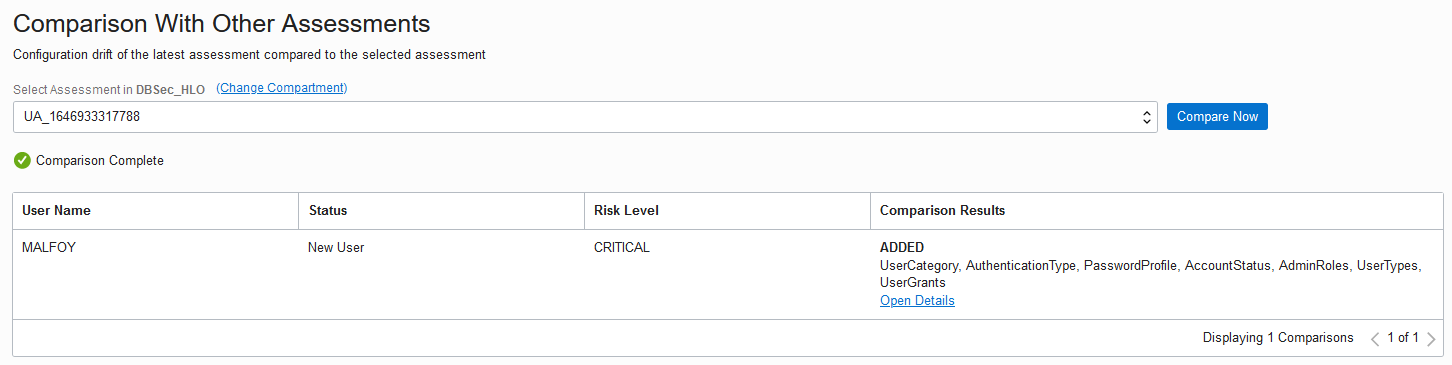 Comparison With Other Assessments
Configuration drift of the latest assessment compared to the selected assessment
Select Assessment in DBSec_HLO (Change Compartment)
UA_1646933317788
Compare Now
Comparison Complete
User Name Status Risk Level Comparison Results
MALFOY New User CRITICAL ADDED
UserCategory, AuthenticationType, PasswordProfile, AccountStatus, AdminRoles, UserTypes,
UserGrants
Open Details
Displaying 1 Comparisons 1 of 1